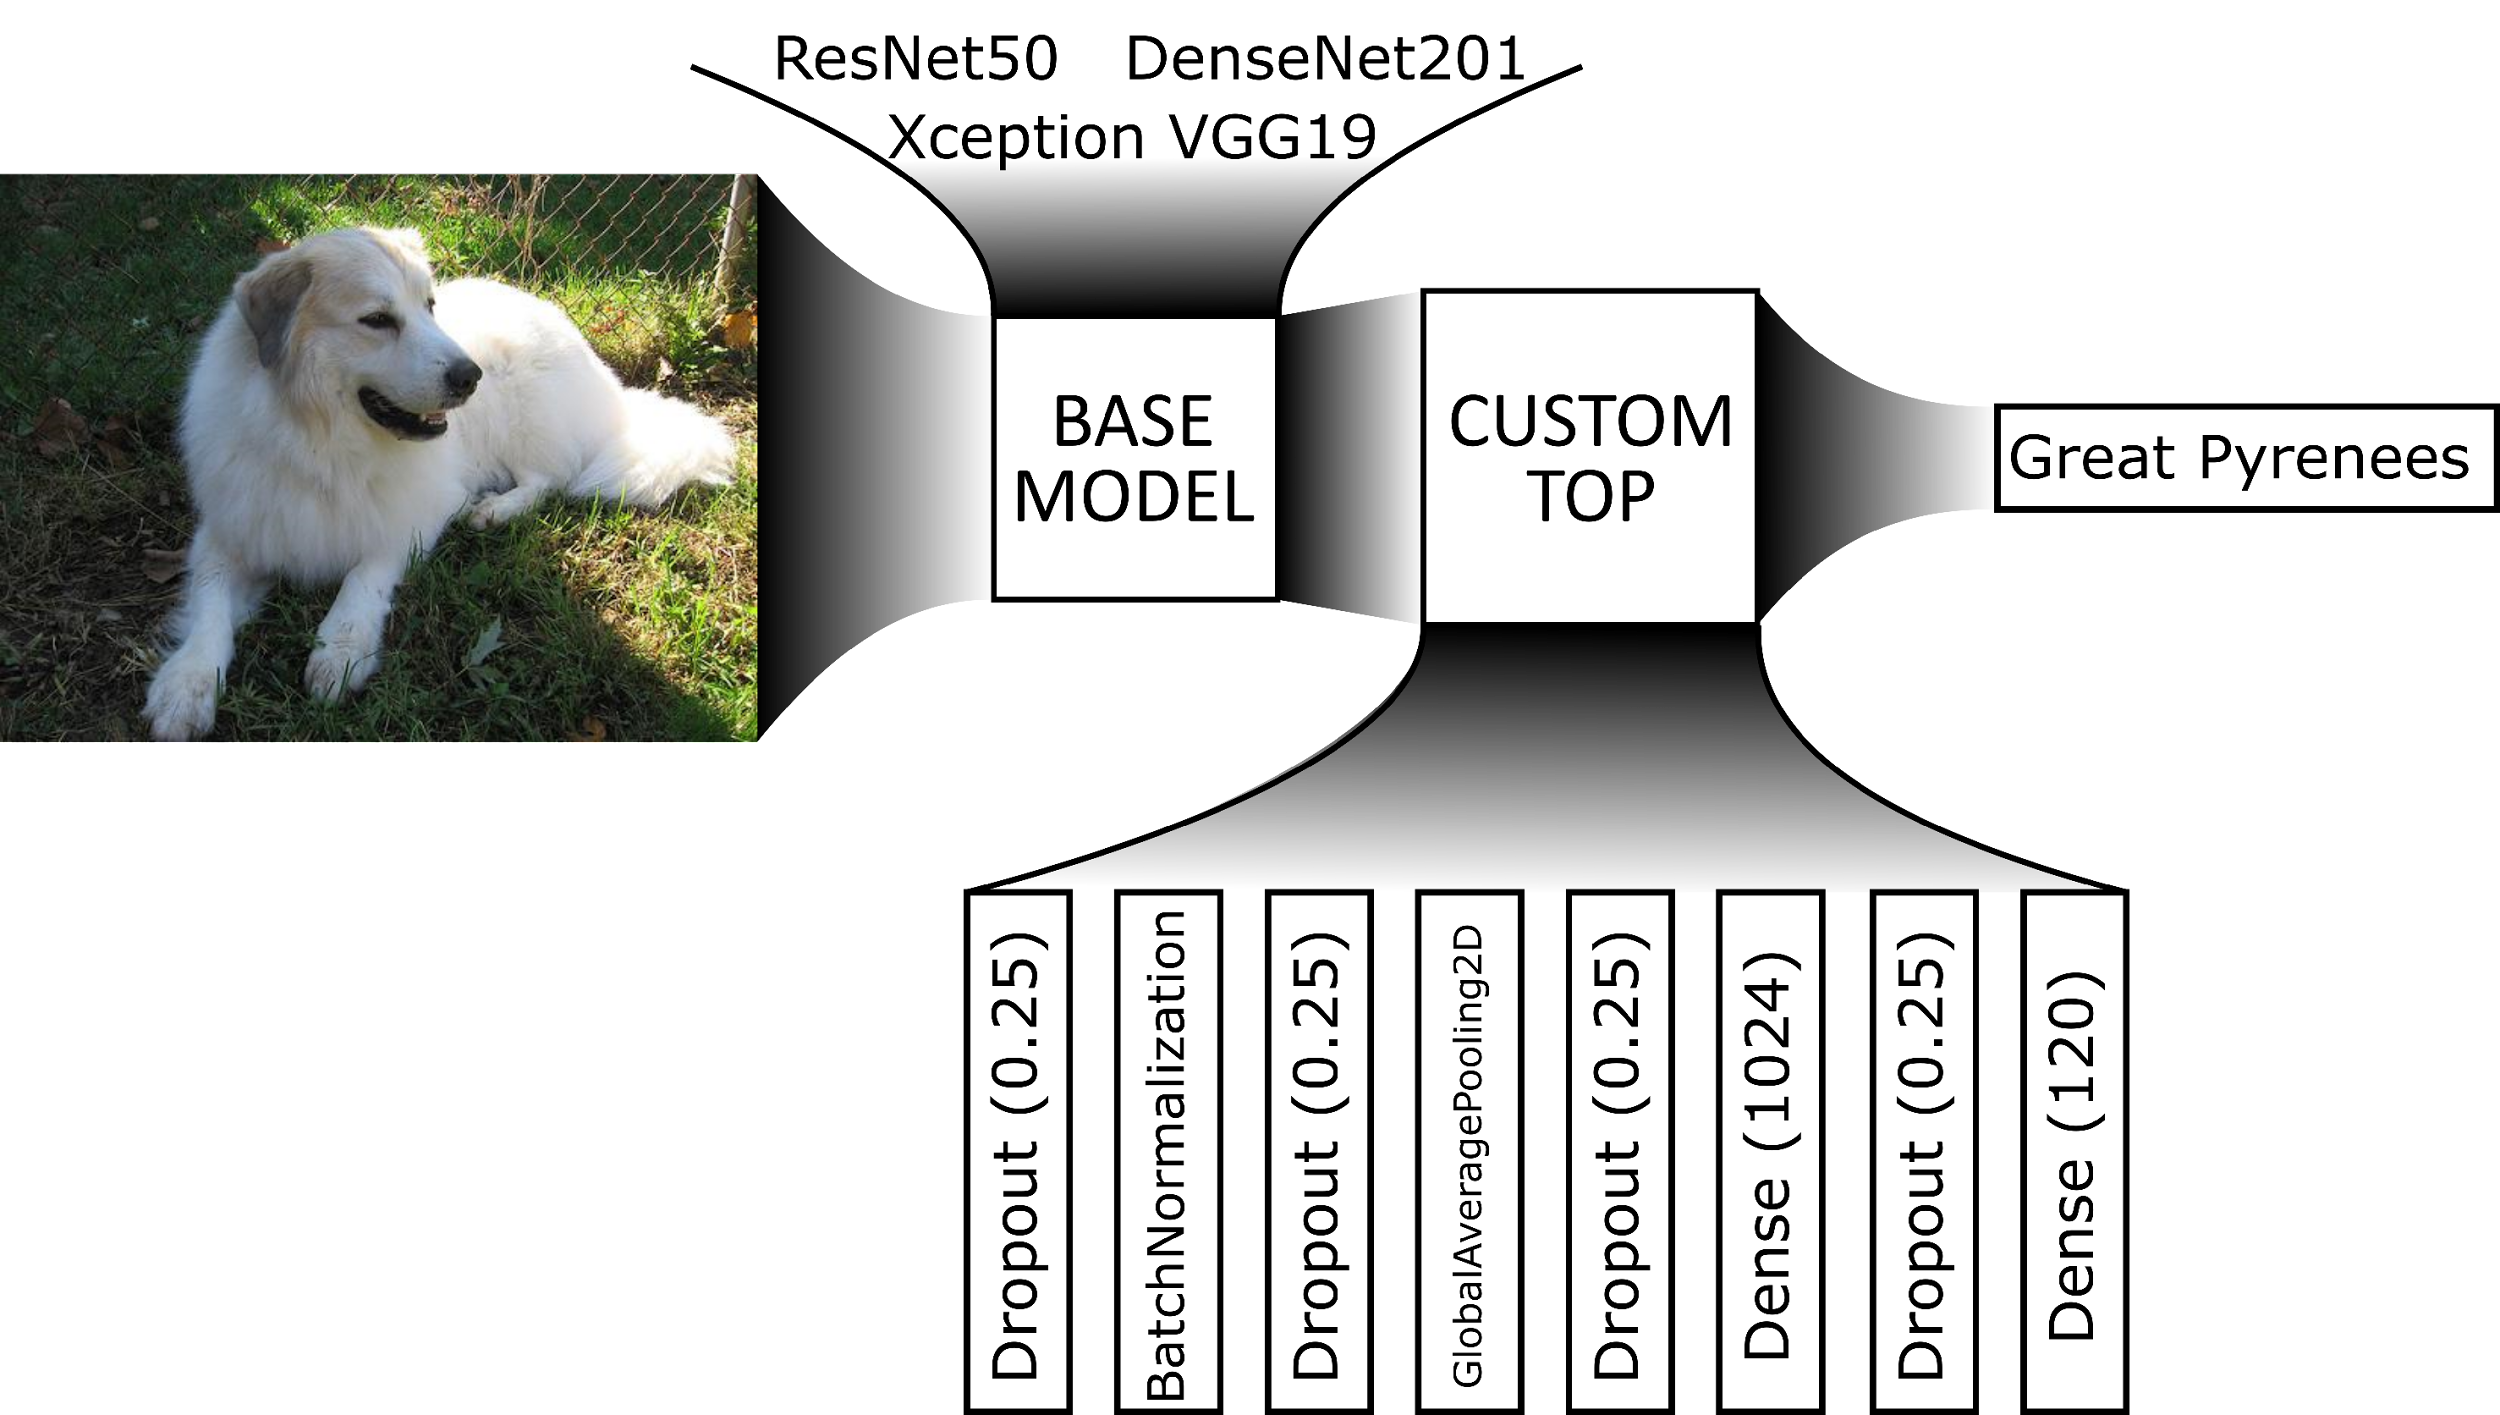 ResNet50 DenseNet201
Xception VGG19
BASE
MODEL
CUSTOM
TOP
Great Pyrenees
Dropout (0.25)
BatchNormalization
Dropout (0.25)
GlobalAveragePooling2D
Dropout (0.25)
Dense (1024)
Dropout (0.25)
Dense (120)